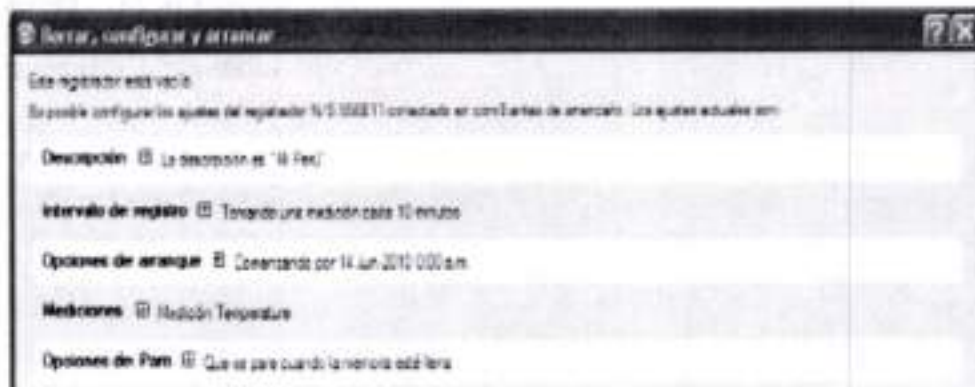 Borrar, configurar y arrancar
Este registrador está vacío
Es posible configurar los ajustes del registrador conectado en antes de arrancarlo. Los ajustes actuales son:
Descripción La descripción es
Intervalo de registro Tomando una medición cada 10 minutos
Opciones de arranque Comenzando por 14 Jun 2010 0:00 a.m.
Mediciones Medición Temperature
Opciones de Paro Que se pare cuando la memoria esté llena